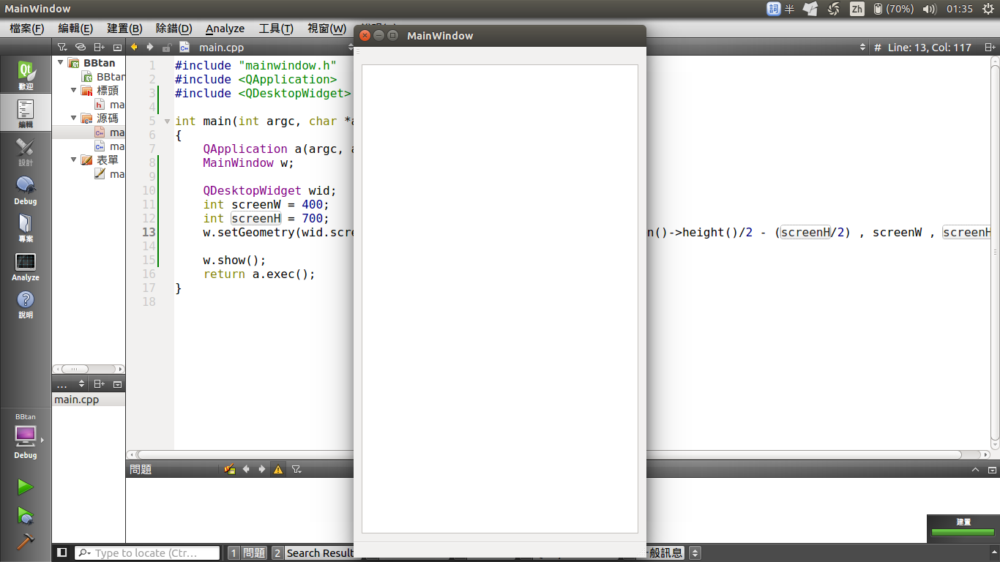 MainWindow
詞 半 Zh (70%) 01:35
檔案(F) 編輯(E) 建置(B) 除錯(D) Analyze 工具(T) 視窗(W)
MainWindow
main.cpp
# Line: 13, Col: 117
Qt
歡迎
編輯
設計
Debug
專案
Analyze
說明
BBtan
Debug
BBtan
BBtan
標頭
ma
源碼
ma
ma
表單
ma
...
main.cpp
1 #include "mainwindow.h"
2 #include <QApplication>
3 #include <QDesktopWidget>
4
5 int main(int argc, char *a
6 {
7 QApplication a(argc, a
8 MainWindow w;
9
10 QDesktopWidget wid;
11 int screenW = 400;
12 int screenH = 700;
13 w.setGeometry(wid.scre n()->height()/2 - (screenH/2) , screenW , screenH
14
15 w.show();
16 return a.exec();
17 }
18
問題
建置
Type to locate (Ctr...
1 問題 2 Search Result 般訊息